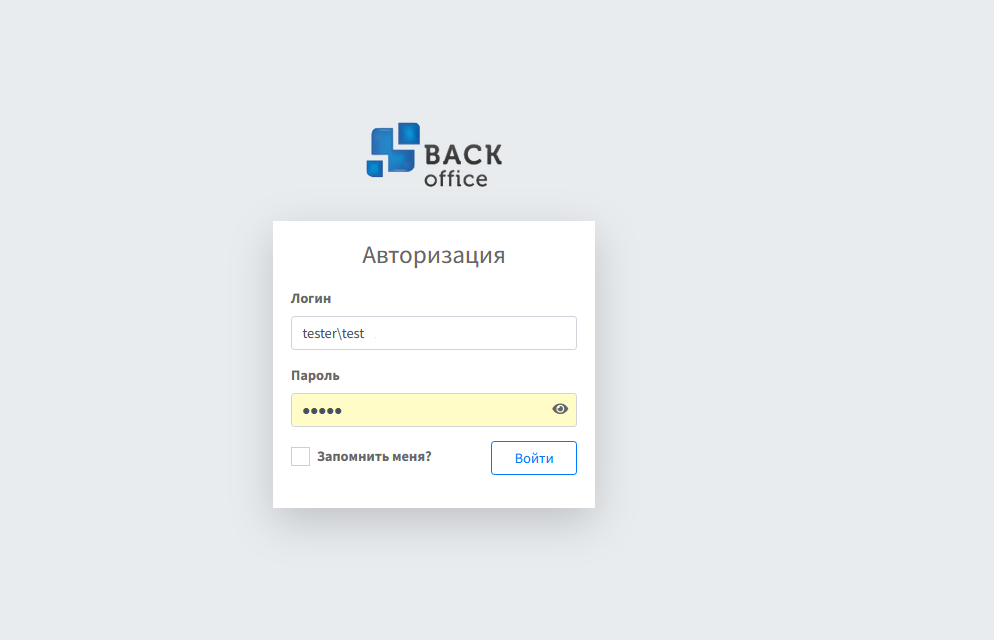 BACK
office
Авторизация
Логин
tester\test
Пароль
●●●●●
Запомнить меня? Войти